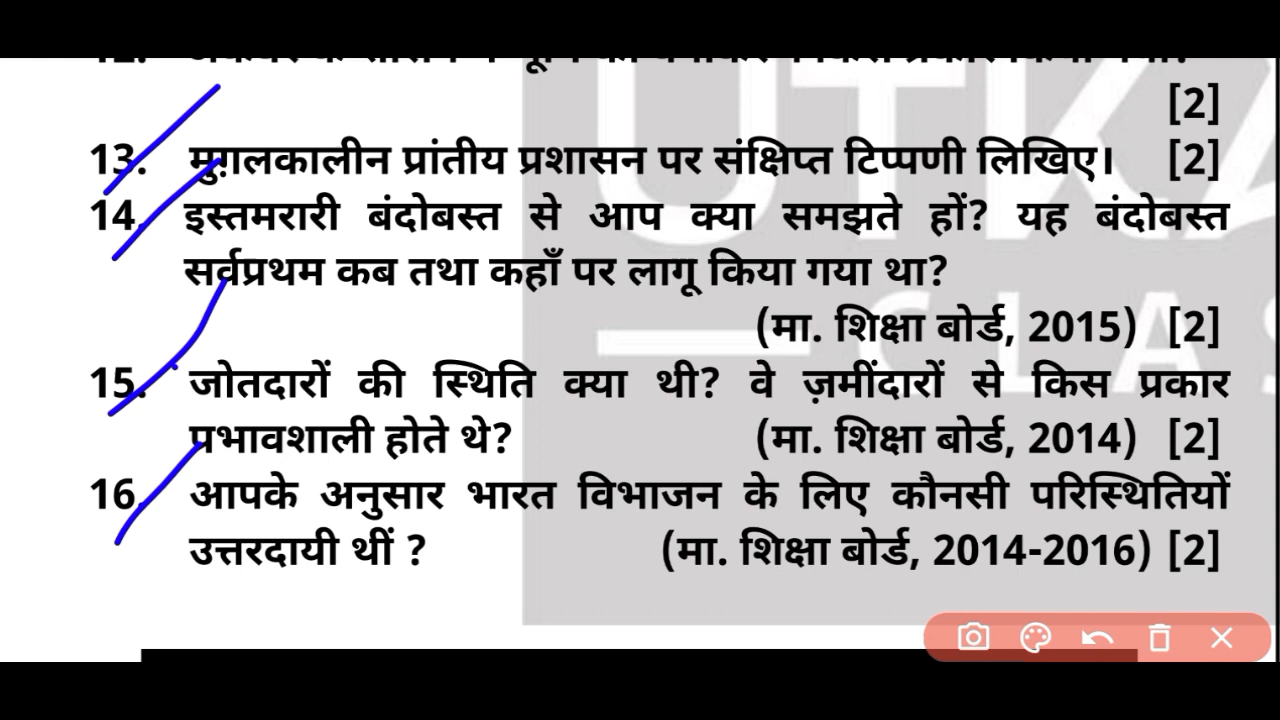 [2]
13. मुग़लकालीन प्रांतीय प्रशासन पर संक्षिप्त टिप्पणी लिखिए। [2]
14. इस्तमरारी बंदोबस्त से आप क्या समझते हों? यह बंदोबस्त
सर्वप्रथम कब तथा कहाँ पर लागू किया गया था?
(मा. शिक्षा बोर्ड, 2015) [2]
15. जोतदारों की स्थिति क्या थी? वे ज़मींदारों से किस प्रकार
प्रभावशाली होते थे? (मा. शिक्षा बोर्ड, 2014) [2]
16. आपके अनुसार भारत विभाजन के लिए कौनसी परिस्थितियों
उत्तरदायी थीं ? (मा. शिक्षा बोर्ड, 2014-2016) [2]